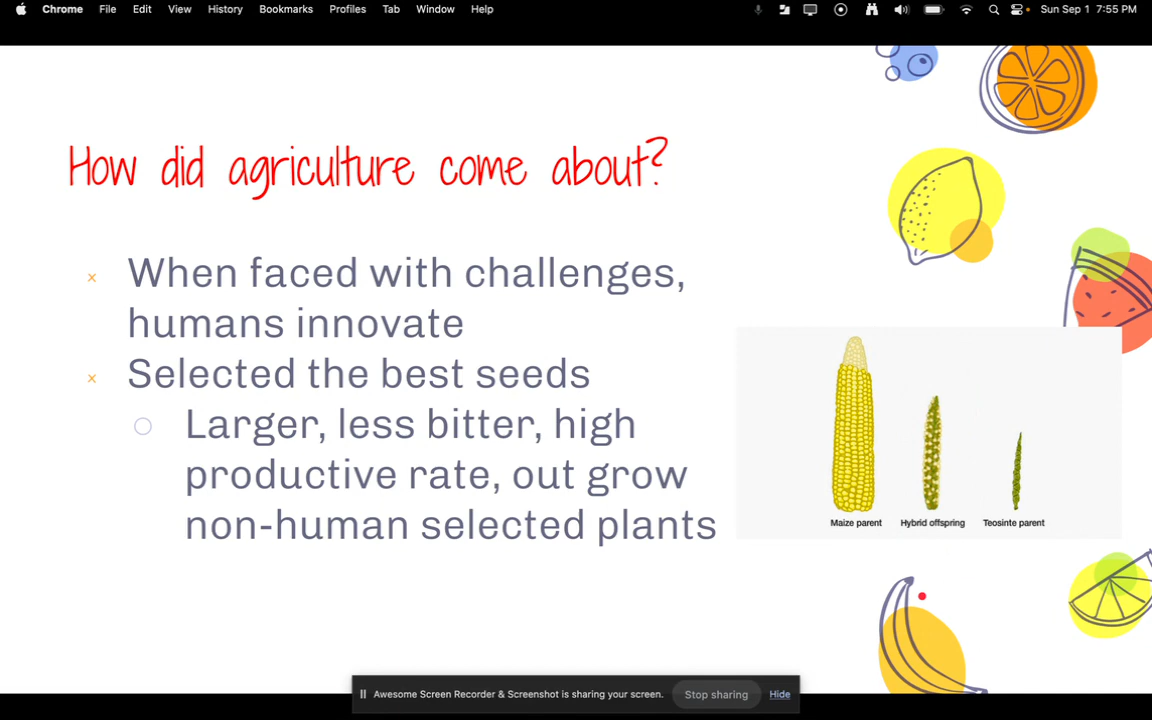 Chrome File Edit View History Bookmarks Profiles Tab Window Help Sun Sep 1 7:55 PM
How did agriculture come about?
When faced with challenges,
humans innovate
Selected the best seeds
Larger, less bitter, high
productive rate, out grow
non-human selected plants
Maize parent Hybrid offspring Teosinte parent
Awesome Screen Recorder & Screenshot is sharing your screen. Stop sharing Hide